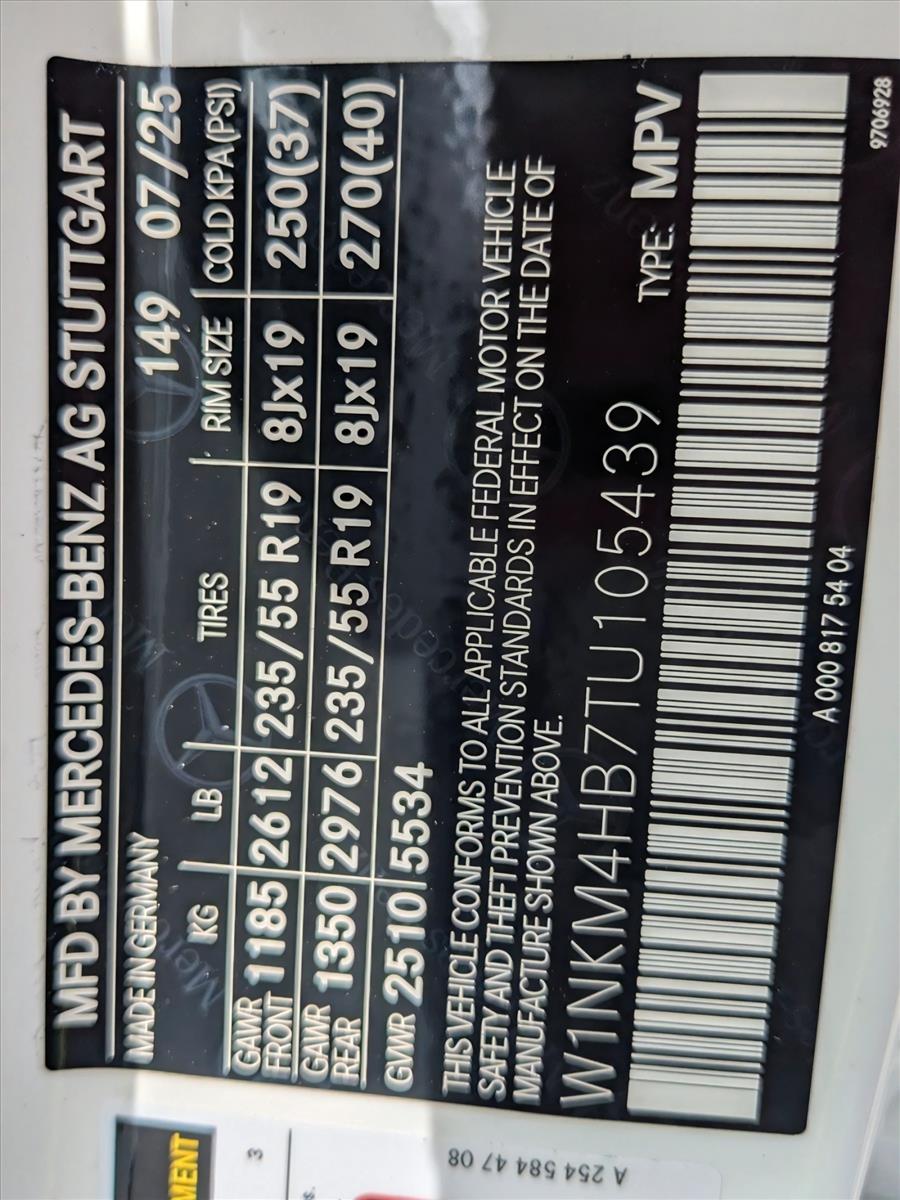 MFD BY MERCEDES-BENZ AG STUTTGART
MADE IN GERMANY 149 07/25
KG LB TIRES RIM SIZE COLD KPA(PSI)
GAWR FRONT 1185 2612 235/55 R19 8Jx19 250(37)
GAWR REAR 1350 2976 235/55 R19 8Jx19 270(40)
GVWR 2510 5534
THIS VEHICLE CONFORMS TO ALL APPLICABLE FEDERAL MOTOR VEHICLE
SAFETY AND THEFT PREVENTION STANDARDS IN EFFECT ON THE DATE OF
MANUFACTURE SHOWN ABOVE.
W1NKM4HB7TU105439 TYPE: MPV
A 000 817 54 04
9706928
MENT
3
A 254 584 47 08